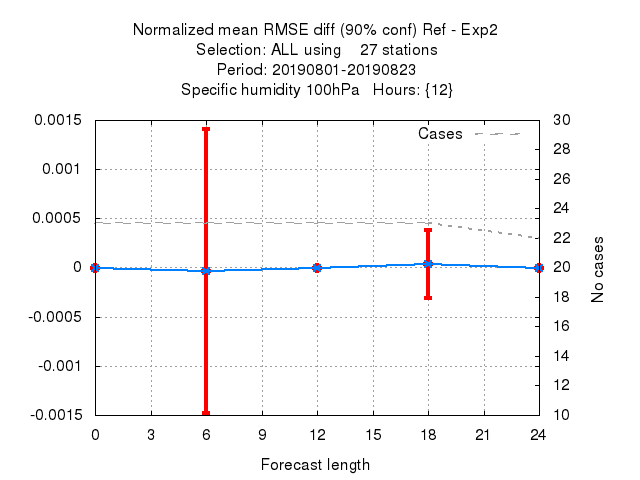 Normalized mean RMSE diff (90% conf) Ref - Exp2
Selection: ALL using    27 stations
Period: 20190801-20190823
Specific humidity 100hPa   Hours: {12}
0.0015
0.001
0.0005
0
-0.0005
-0.001
-0.0015
Cases
30
28
26
24
22
20
18
16
14
12
10
No cases
0 3 6 9 12 15 18 21 24
Forecast length